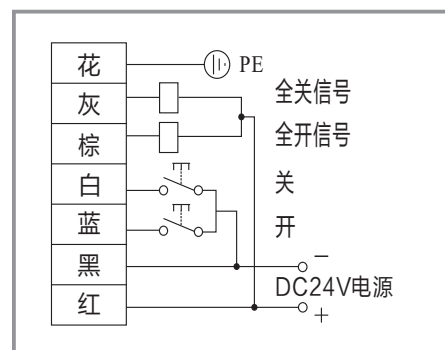 花 PE
灰 全关信号
棕 全开信号
白 关
蓝 开
黑 −
DC24V电源
红 +